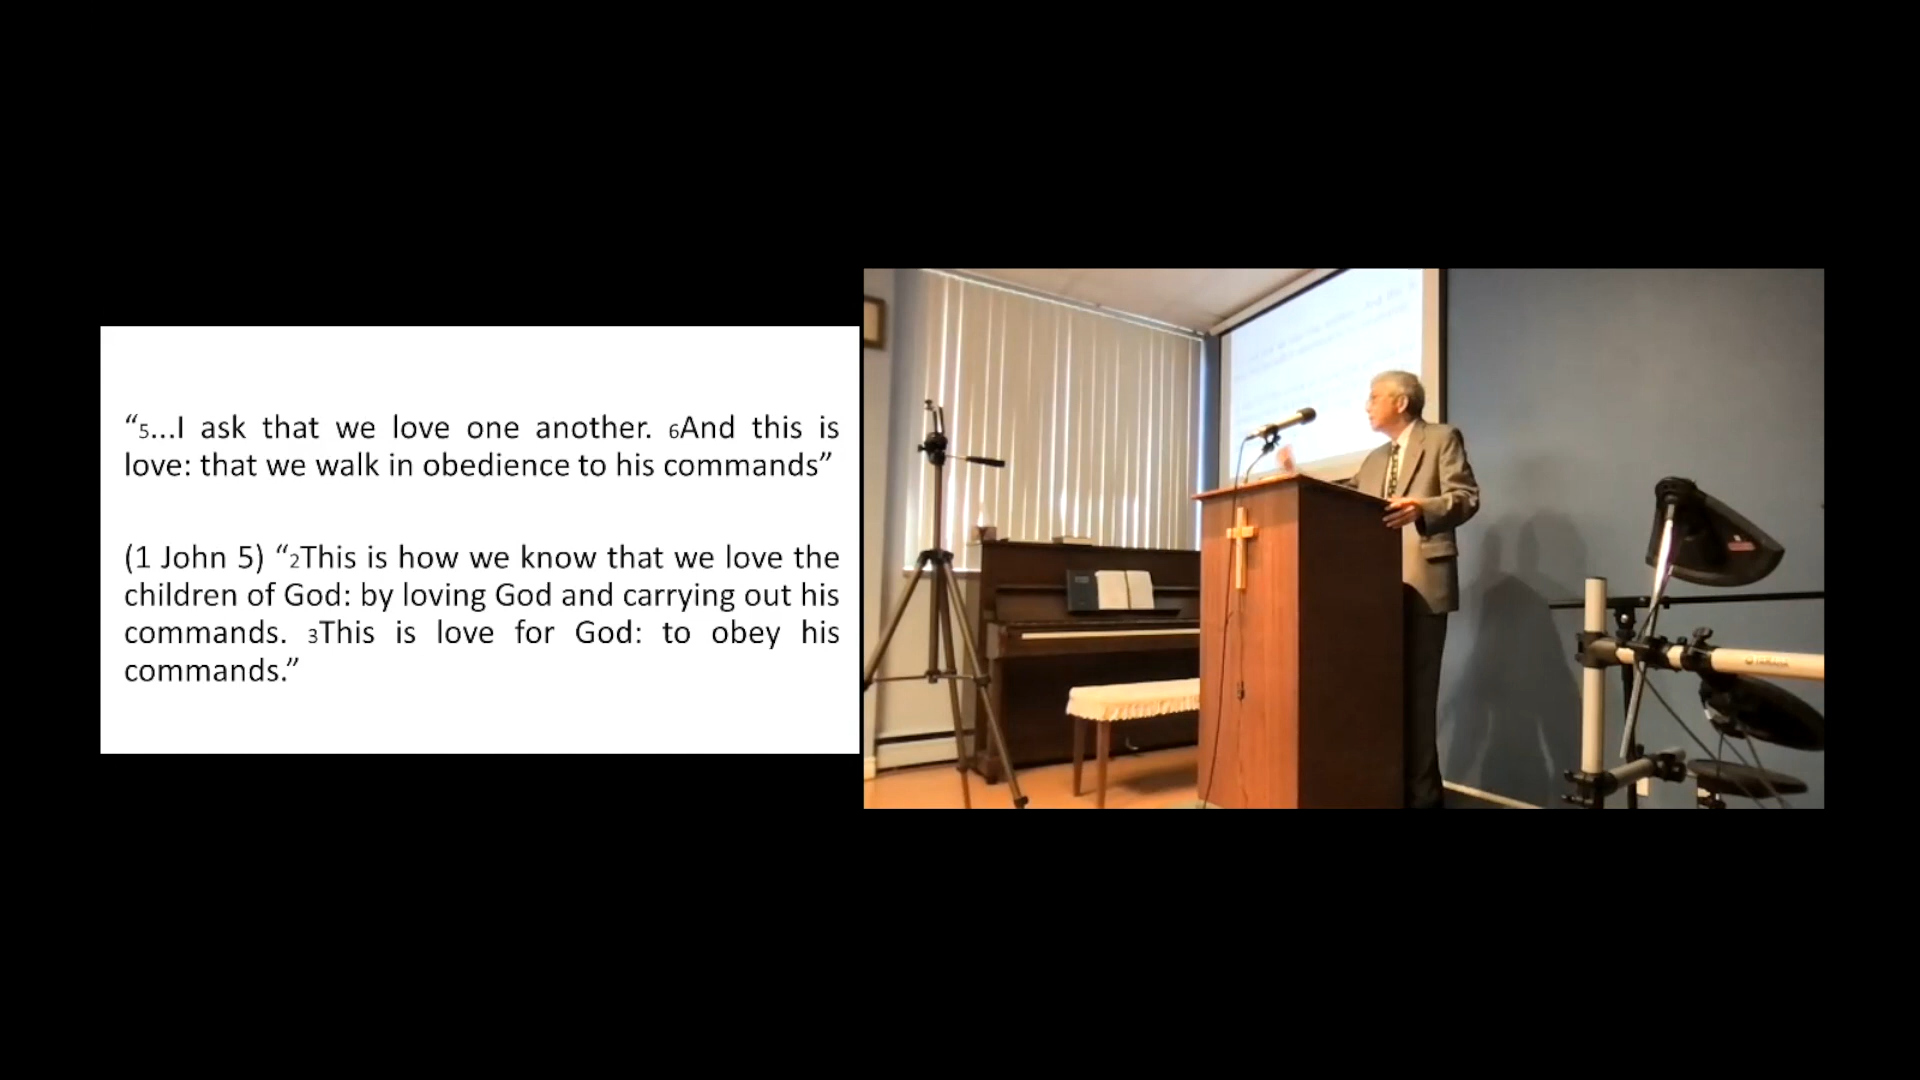 “5...I ask that we love one another. 6And this is
love: that we walk in obedience to his commands”
(1 John 5) “2This is how we know that we love the
children of God: by loving God and carrying out his
commands. 3This is love for God: to obey his
commands.”
YAMAHA